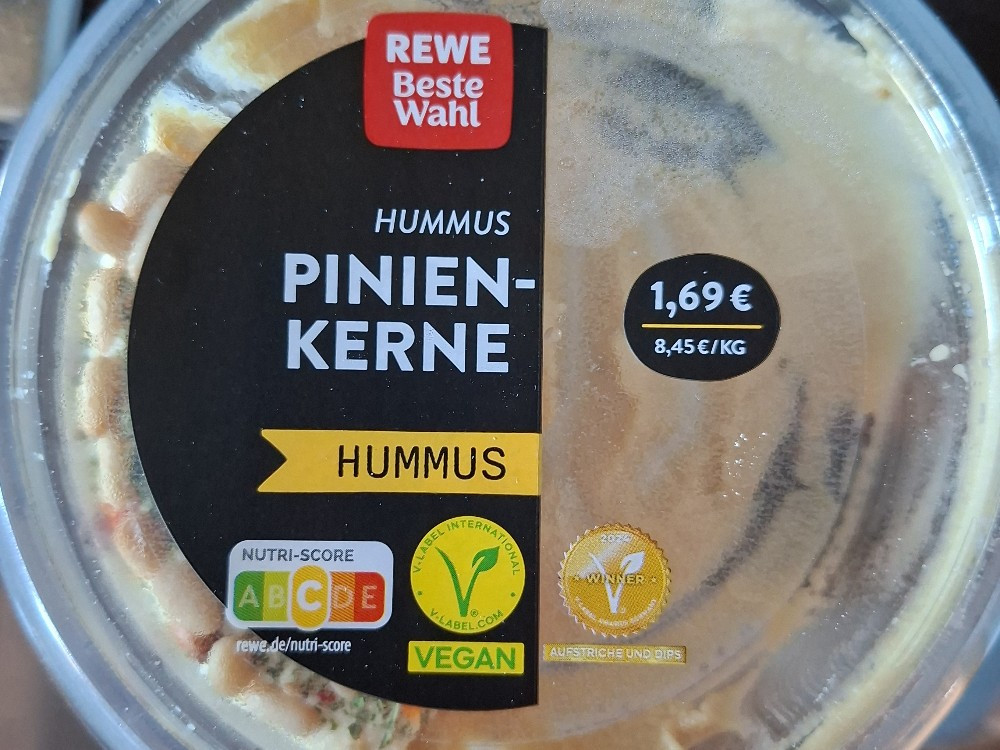 REWE
Beste
Wahl
HUMMUS
PINIEN-
KERNE
1,69 €
8,45 €/KG
HUMMUS
NUTRI-SCORE
ABCDE
rewe.de/nutri-score
V-LABEL INTERNATIONAL
V-LABEL.COM
®
VEGAN
WINNER
AUFSTRICHE UND DIPS